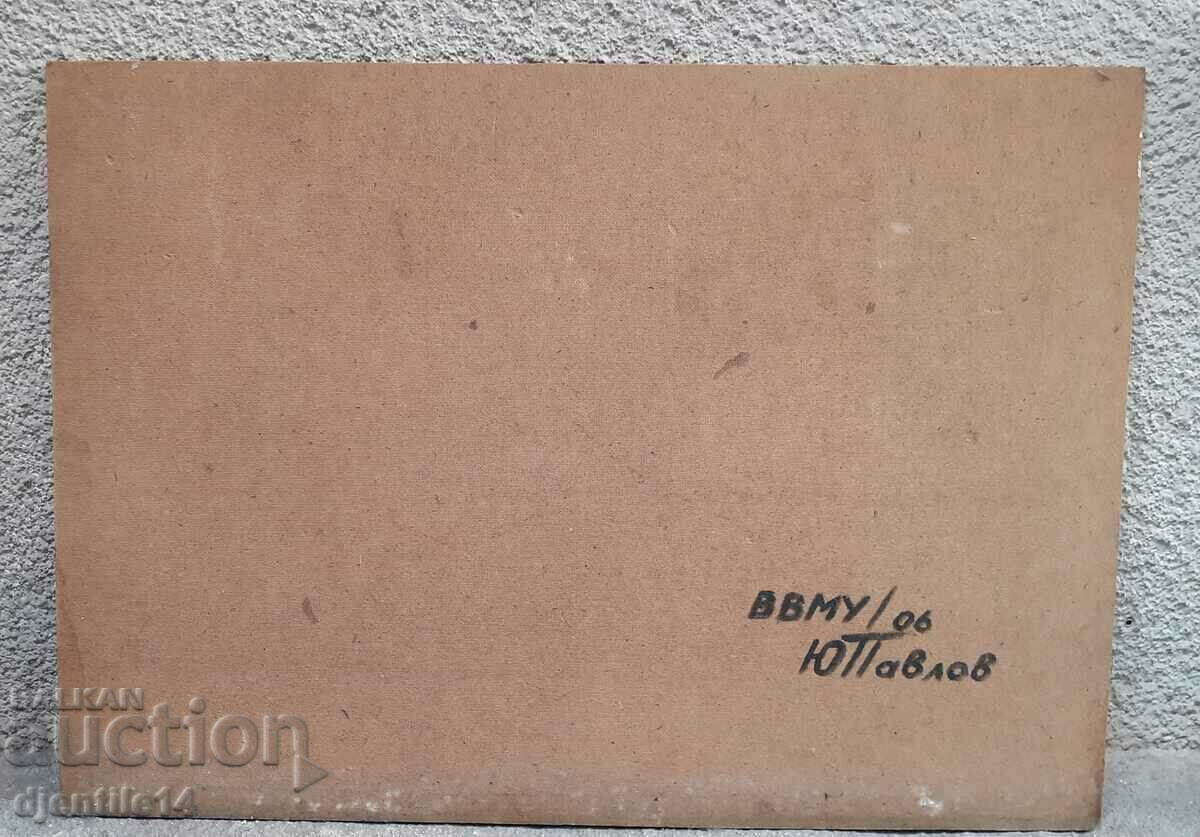 ВВМУ/06
ЮПавлов
BALKAN
auction
djentile14